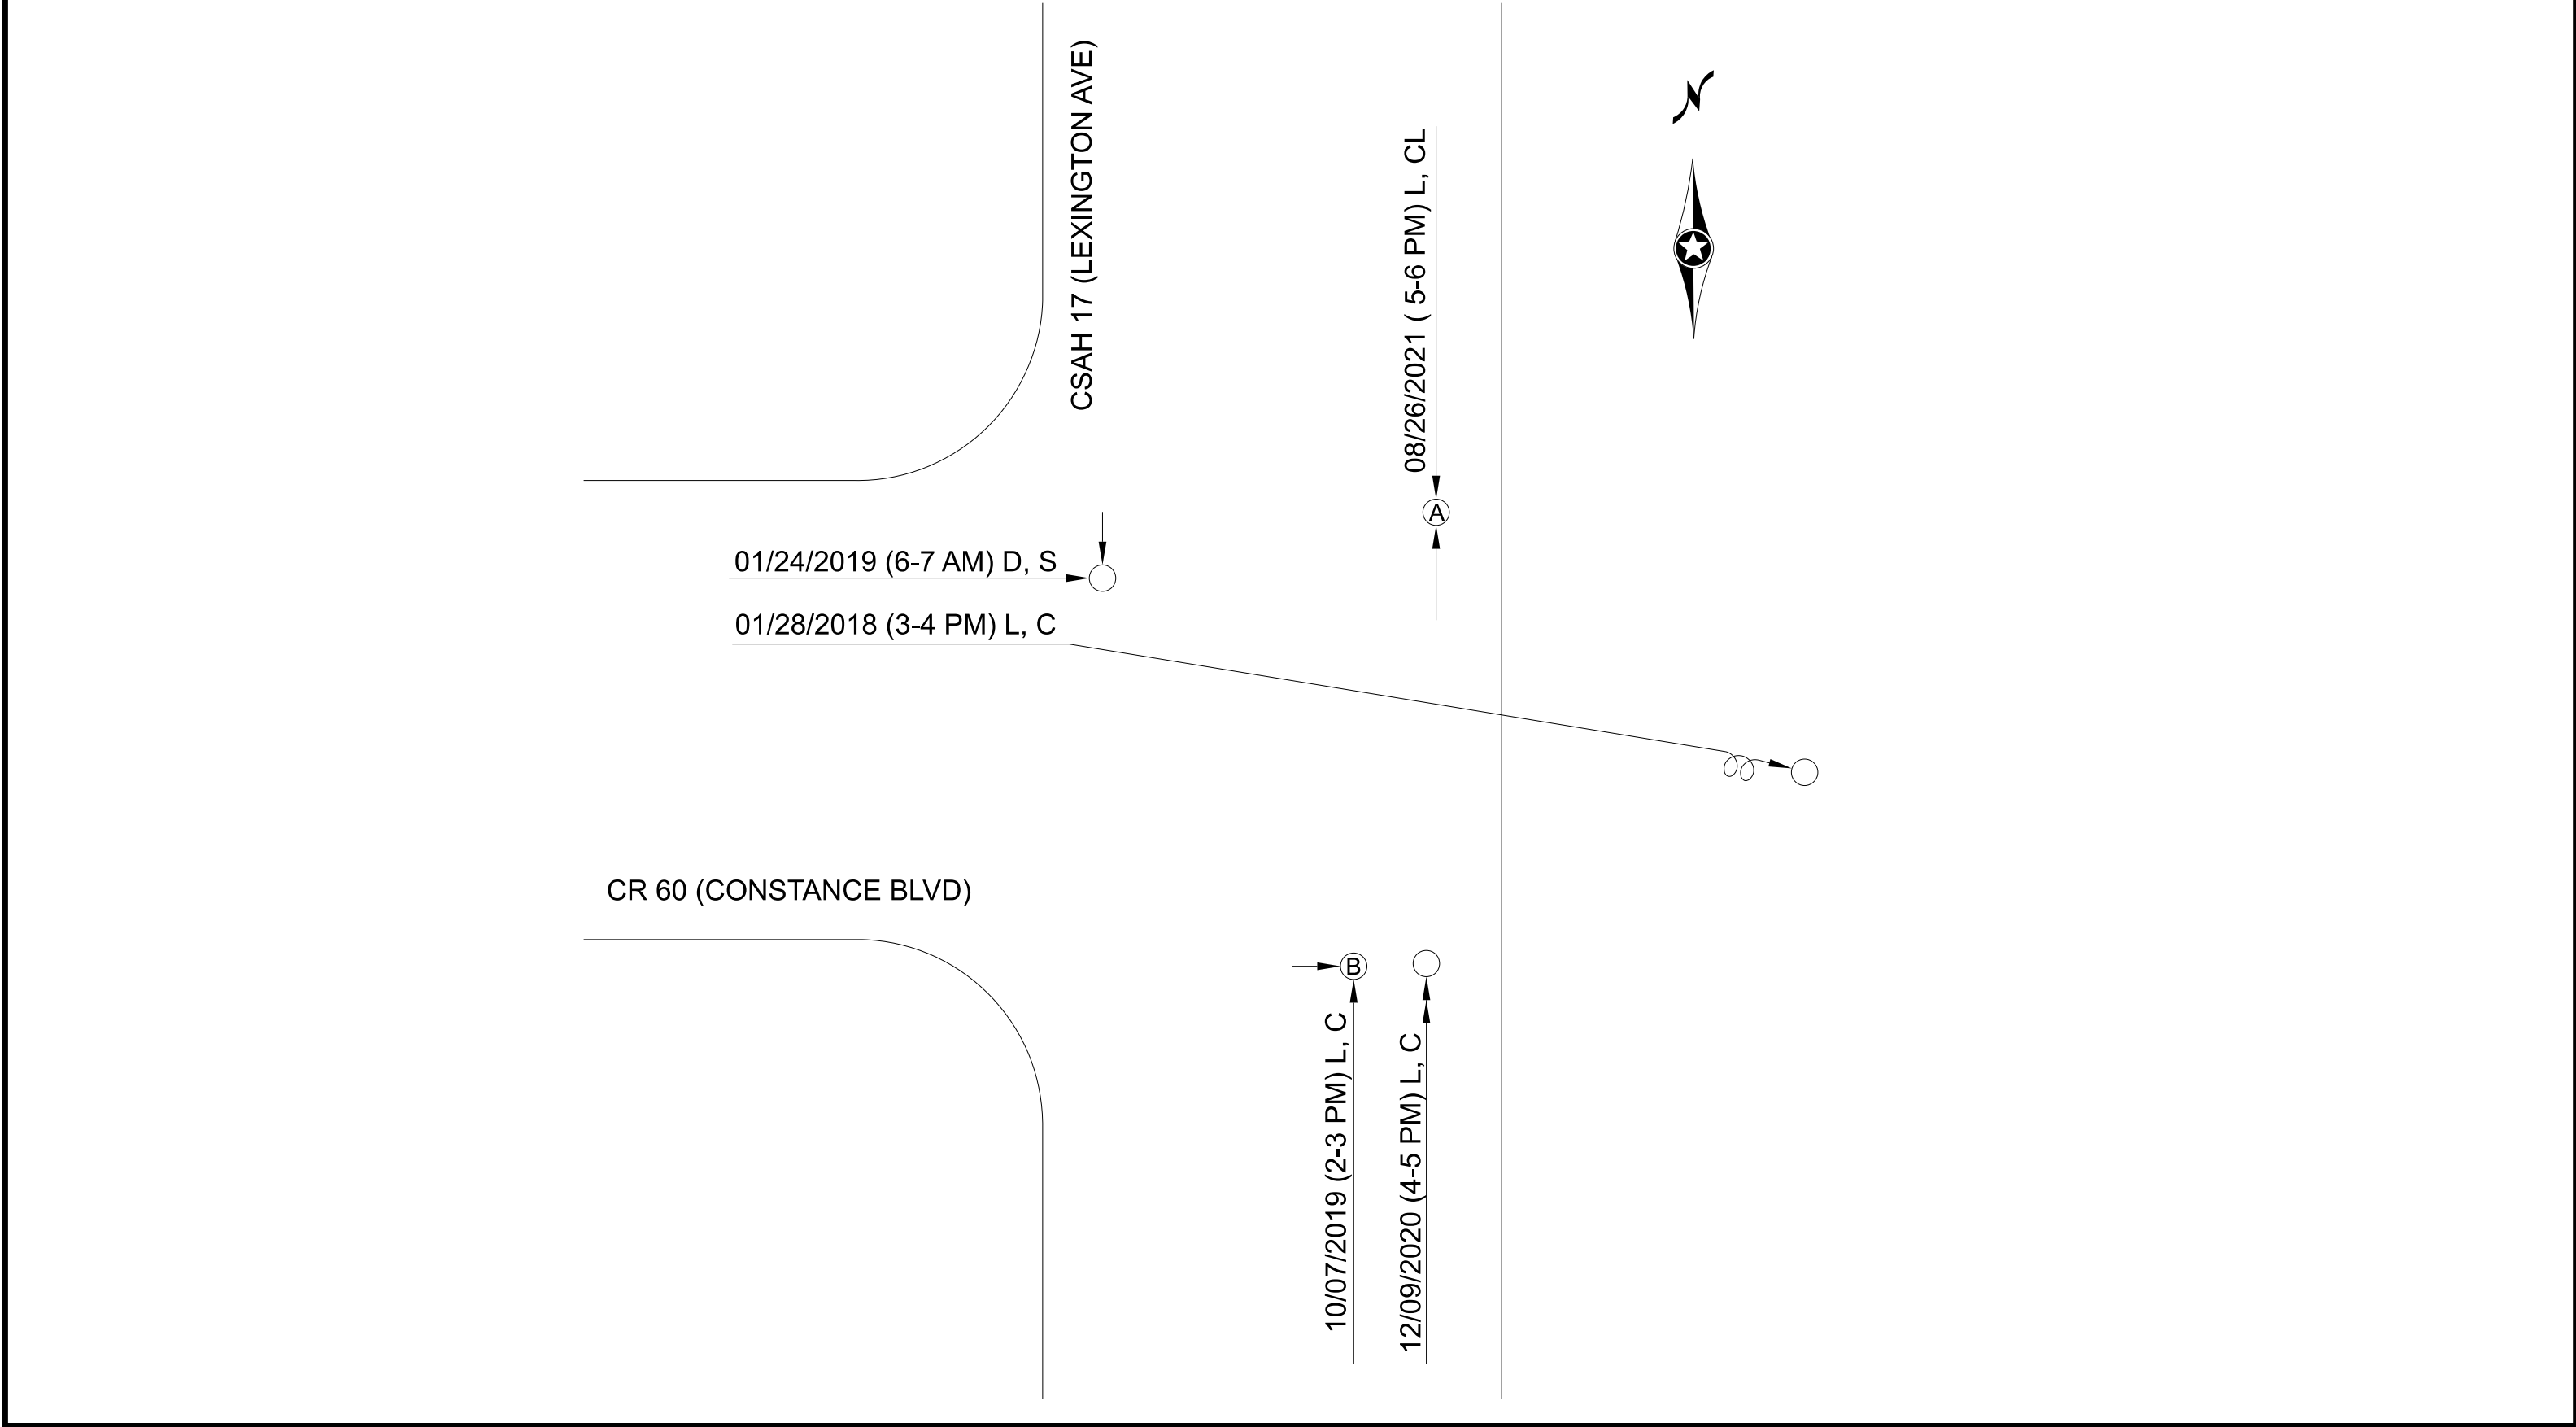 N
CSAH 17 (LEXINGTON AVE)
08/26/2021 ( 5-6 PM) L, CL
A
01/24/2019 (6-7 AM) D, S
01/28/2018 (3-4 PM) L, C
CR 60 (CONSTANCE BLVD)
B
10/07/2019 (2-3 PM) L, C
12/09/2020 (4-5 PM) L, C